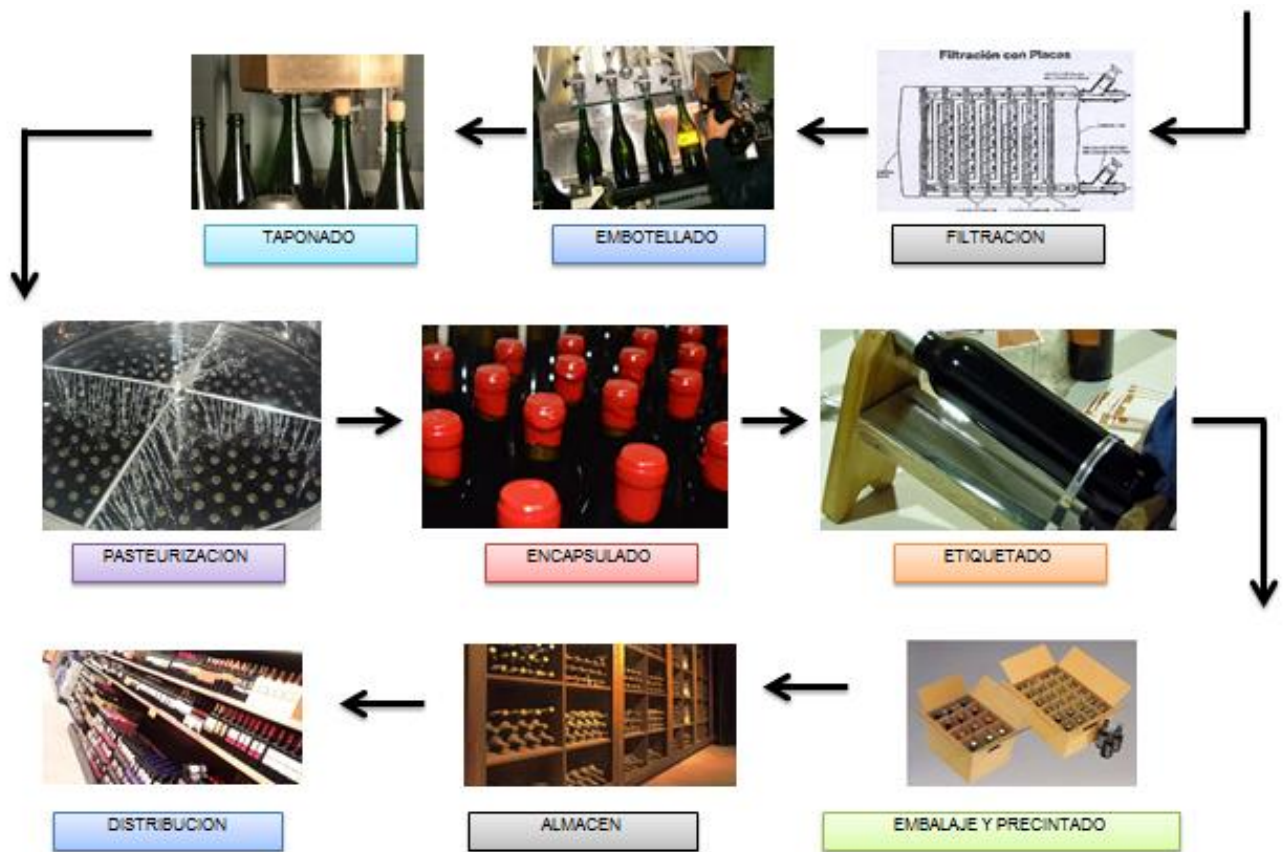 Filtración con Placas
TAPONADO
EMBOTELLADO
FILTRACION
PASTEURIZACION
ENCAPSULADO
ETIQUETADO
DISTRIBUCION
ALMACEN
EMBALAJE Y PRECINTADO